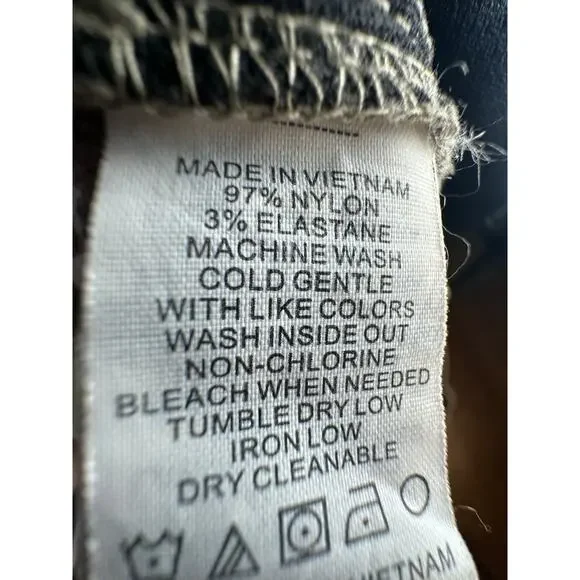 MADE IN VIETNAM
97% NYLON
3% ELASTANE
MACHINE WASH
COLD GENTLE
WITH LIKE COLORS
WASH INSIDE OUT
NON-CHLORINE
BLEACH WHEN NEEDED
TUMBLE DRY LOW
IRON LOW
DRY CLEANABLE
VIETNAM